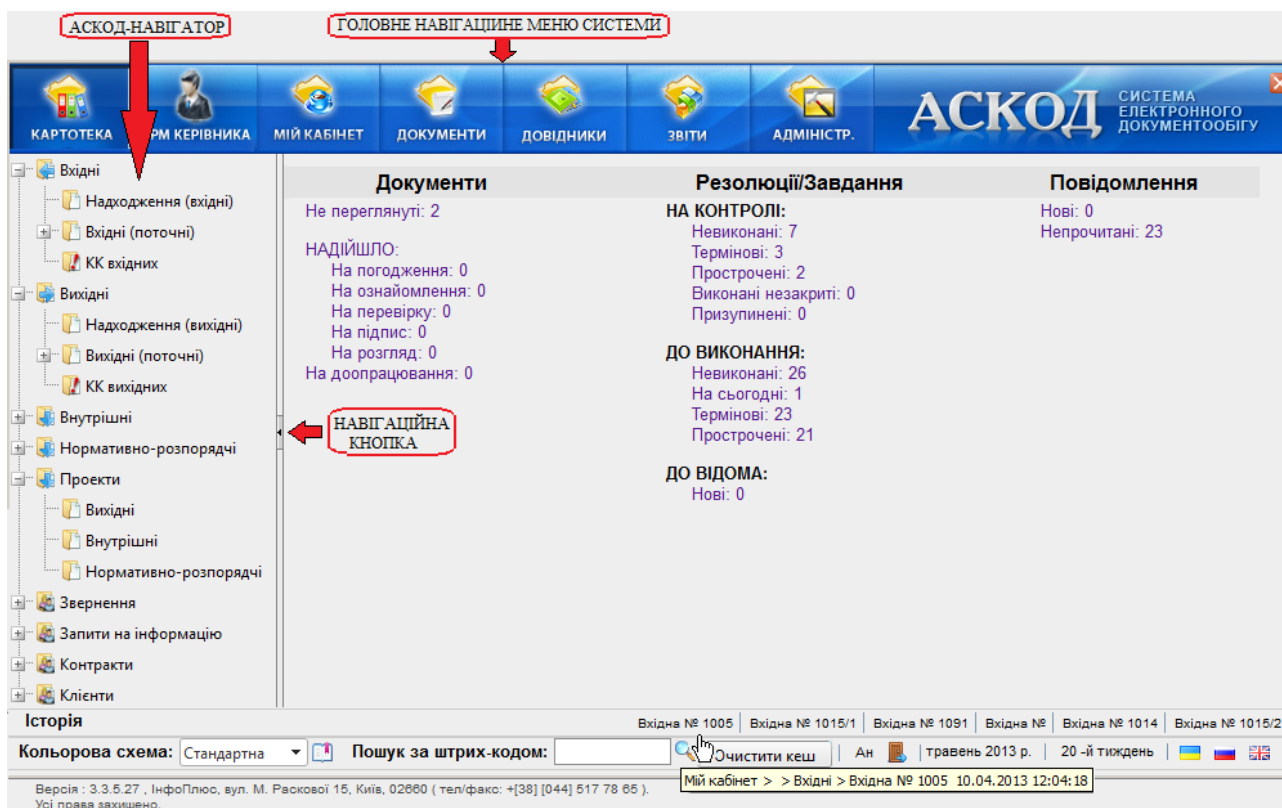 АСКОД-НАВІГАТОР
ГОЛОВНЕ НАВІГАЦІЙНЕ МЕНЮ СИСТЕМИ
КАРТОТЕКА
РМ КЕРІВНИКА
МІЙ КАБІНЕТ
ДОКУМЕНТИ
ДОВІДНИКИ
ЗВІТИ
АДМІНІСТР.
АСКОД
СИСТЕМА
ЕЛЕКТРОННОГО
ДОКУМЕНТООБІГУ
Вхідні
Надходження (вхідні)
Вхідні (поточні)
КК вхідних
Вихідні
Надходження (вихідні)
Вихідні (поточні)
КК вихідних
Внутрішні
Нормативно-розпорядчі
Проекти
Вихідні
Внутрішні
Нормативно-розпорядчі
Звернення
Запити на інформацію
Контракти
Клієнти
Документи
Не переглянуті: 2
НАДІЙШЛО:
На погодження: 0
На ознайомлення: 0
На перевірку: 0
На підпис: 0
На розгляд: 0
На доопрацювання: 0
НАВІГАЦІЙНА
КНОПКА
Резолюції/Завдання
НА КОНТРОЛІ:
Невиконані: 7
Термінові: 3
Прострочені: 2
Виконані незакриті: 0
Призупинені: 0
ДО ВИКОНАННЯ:
Невиконані: 26
На сьогодні: 1
Термінові: 23
Прострочені: 21
ДО ВІДОМА:
Нові: 0
Повідомлення
Нові: 0
Непрочитані: 23
Історія
Вхідна № 1005 | Вхідна № 1015/1 | Вхідна № 1091 | Вхідна № | Вхідна № 1014 | Вхідна № 1015/2
Кольорова схема: Стандартна Пошук за штрих-кодом: Очистити кеш | Ан | травень 2013 р. | 20 -й тиждень |
Мій кабінет > > Вхідні > Вхідна № 1005 10.04.2013 12:04:18
Версія : 3.3.5.27 , ІнфоПлюс, вул. М. Раскової 15, Київ, 02660 ( тел/факс: +[38] [044] 517 78 65 ).
Усі права захищено.